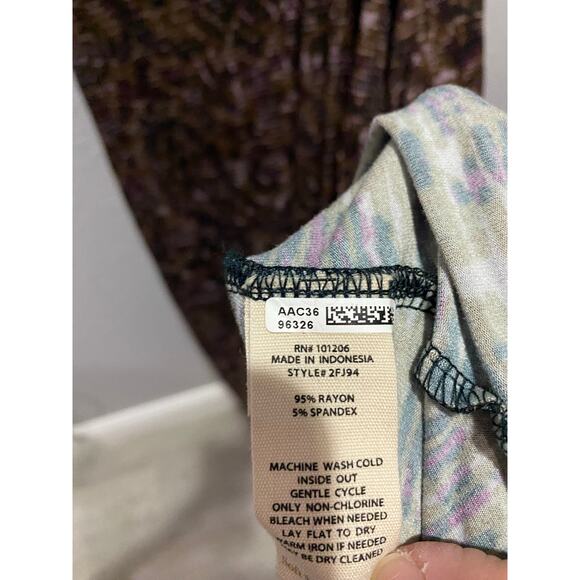 AAC36
96326
RN# 101206
MADE IN INDONESIA
STYLE# 2FJ94
95% RAYON
5% SPANDEX
MACHINE WASH COLD
INSIDE OUT
GENTLE CYCLE
ONLY NON-CHLORINE
BLEACH WHEN NEEDED
LAY FLAT TO DRY
WARM IRON IF NEEDED
BE DRY CLEANED